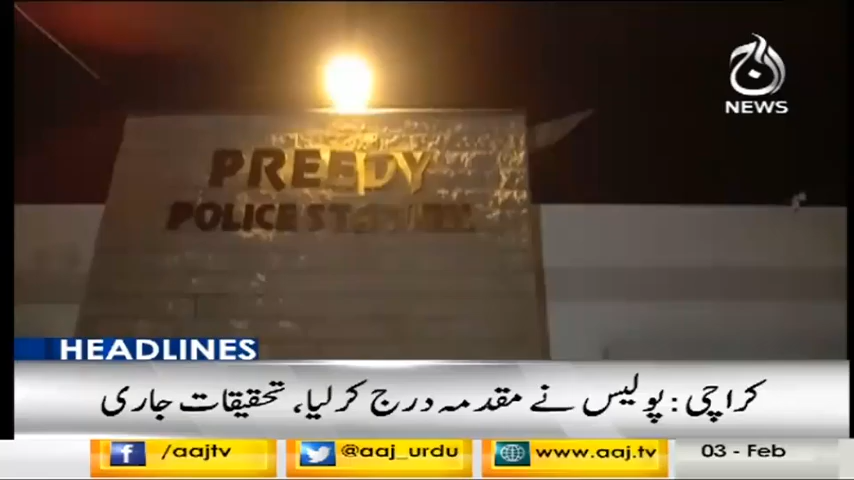 آج
NEWS
PREEDY
POLICE STATION
HEADLINES
کراچی: پولیس نے مقدمہ درج کرلیا، تحقیقات جاری
f /aajtv
@aaj_urdu
www.aaj.tv
03 - Feb